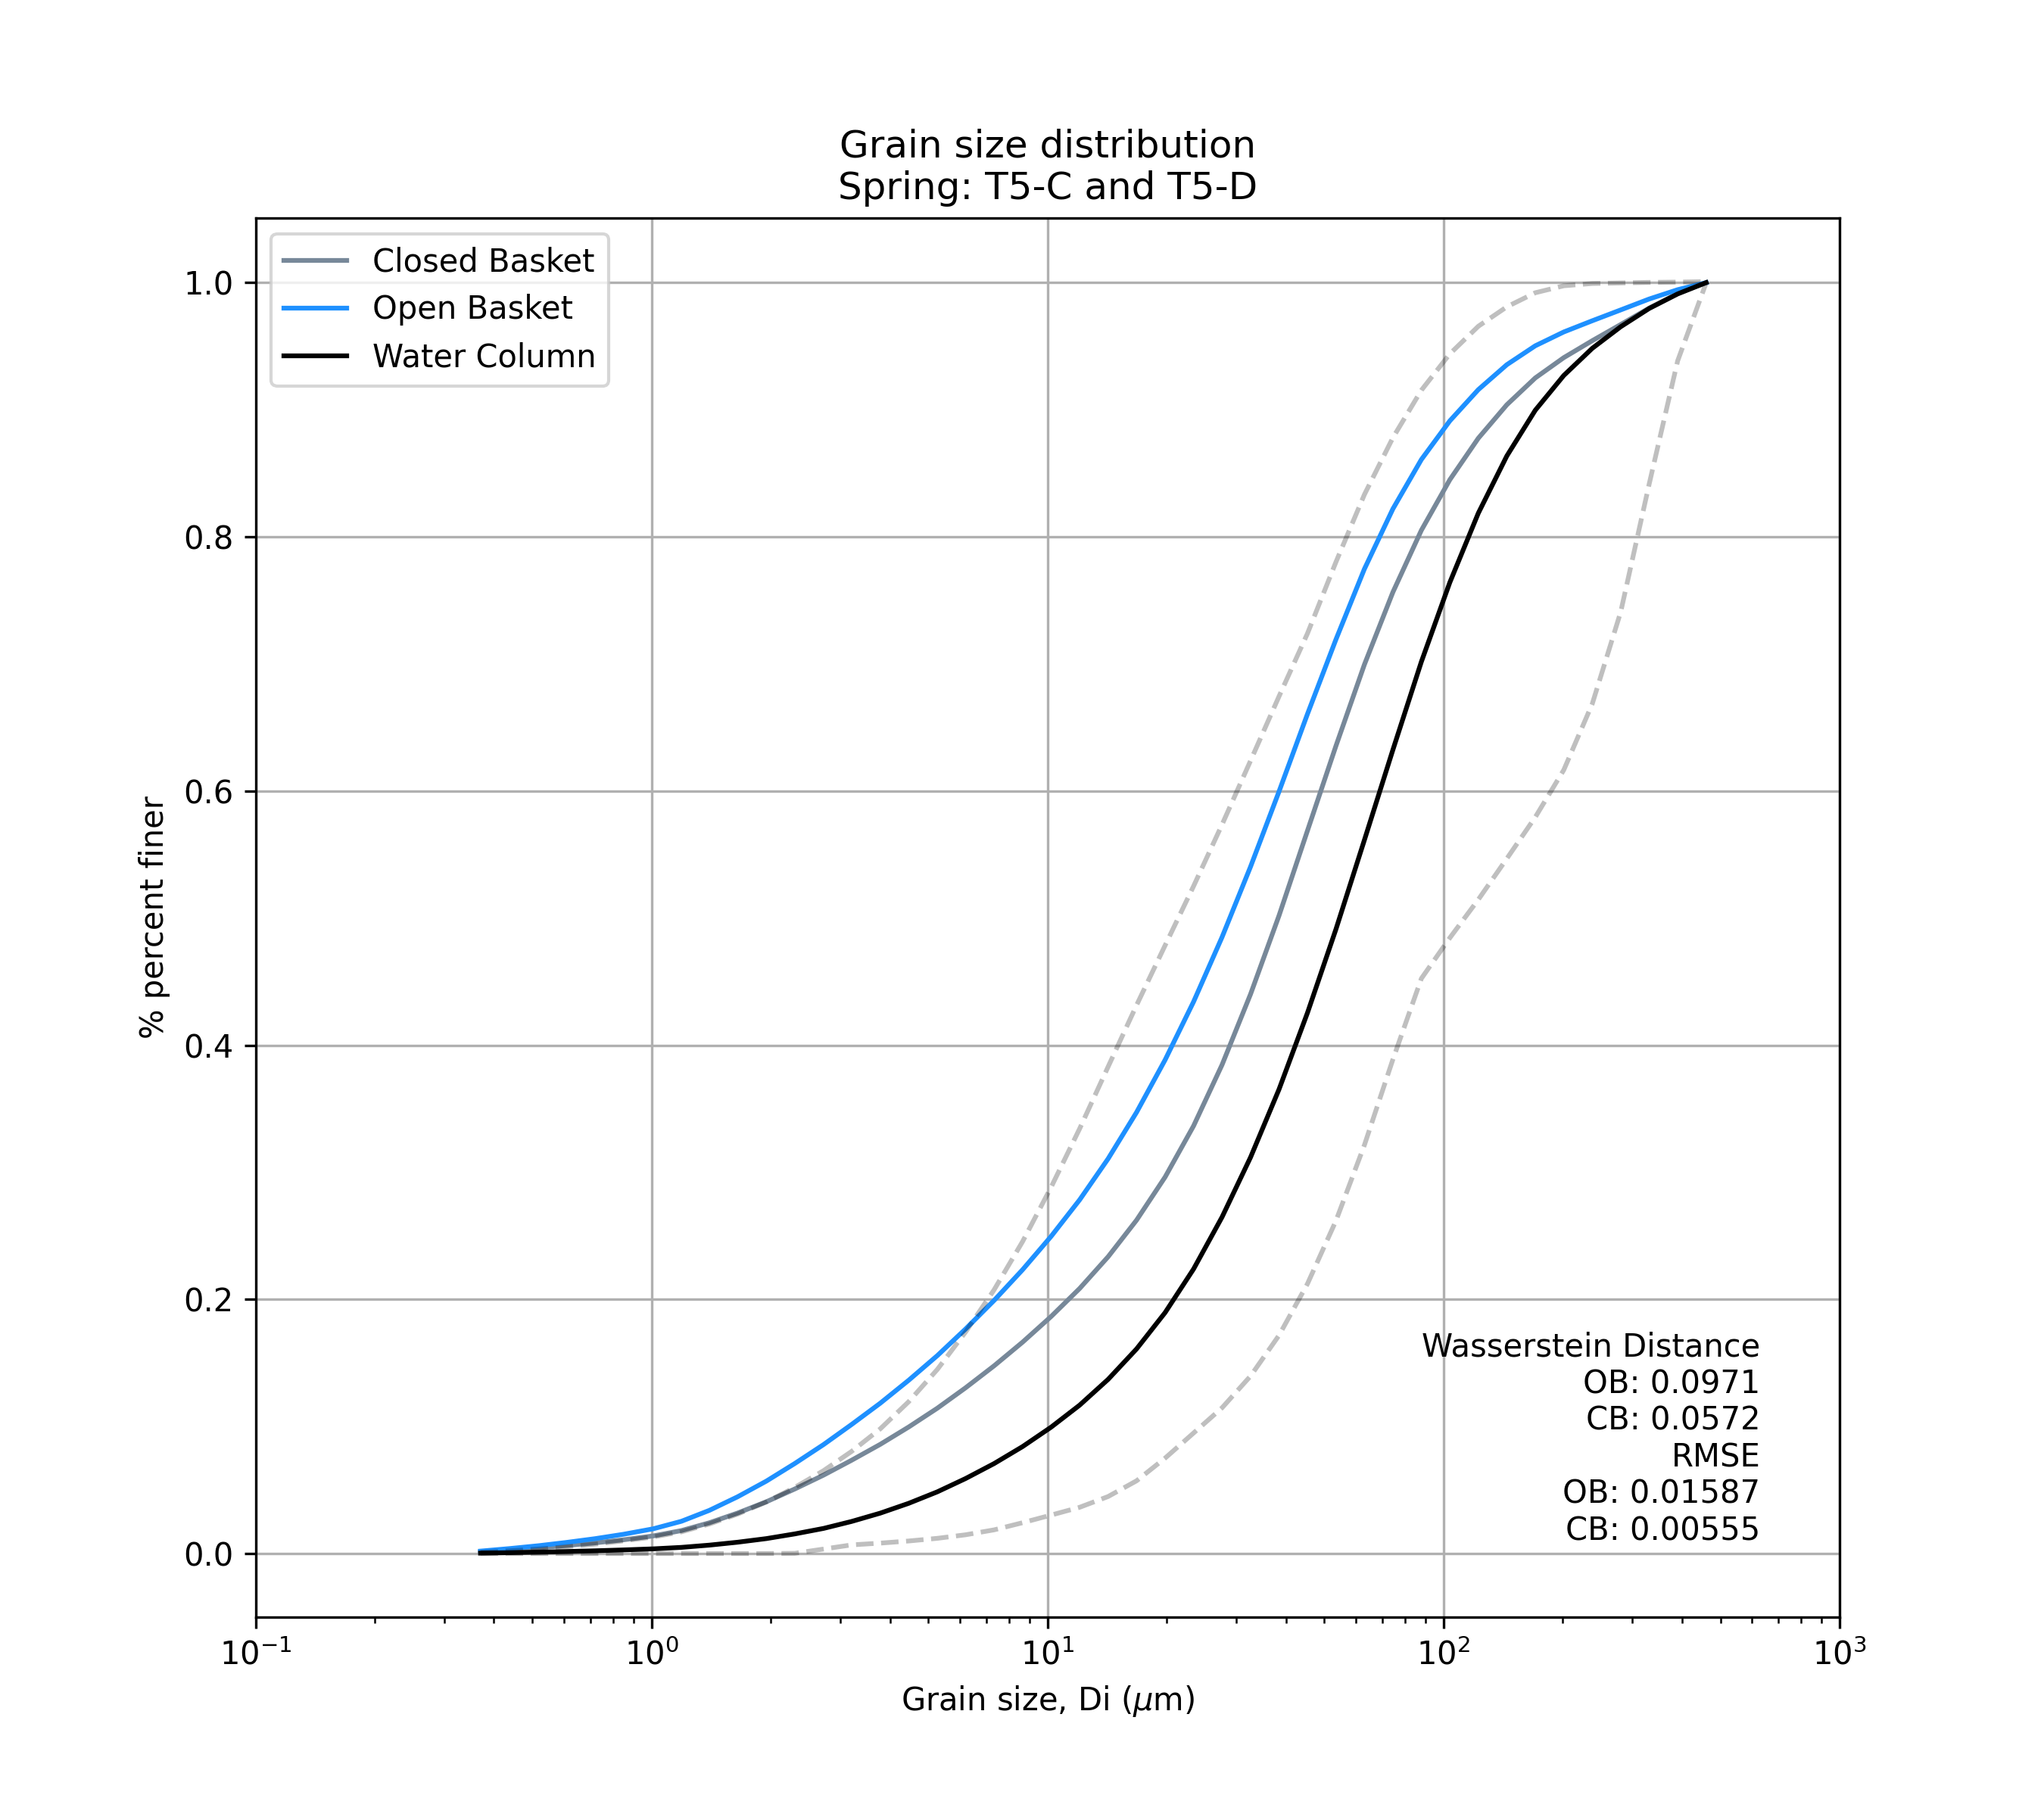 Grain size distribution
Spring: T5-C and T5-D
Closed Basket
Open Basket
Water Column
1.0
0.8
0.6
0.4
0.2
0.0
% percent finer
Wasserstein Distance
OB: 0.0971
CB: 0.0572
RMSE
OB: 0.01587
CB: 0.00555
10⁻¹ 10⁰ 10¹ 10² 10³
Grain size, Di (μm)